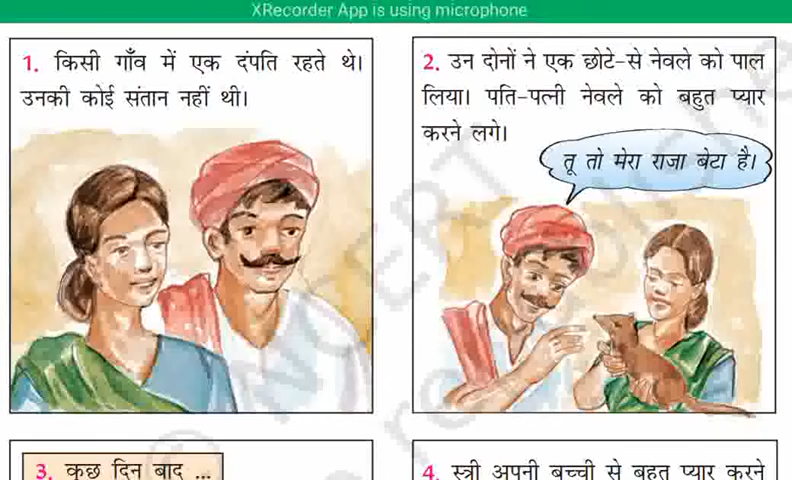 XRecorder App is using microphone
1. किसी गाँव में एक दंपति रहते थे।
उनकी कोई संतान नहीं थी।
2. उन दोनों ने एक छोटे-से नेवले को पाल
लिया। पति-पत्नी नेवले को बहुत प्यार
करने लगे।
तू तो मेरा राजा बेटा है।
3. कुछ दिन बाद ...
4. स्त्री अपनी बच्ची से बहुत प्यार करने